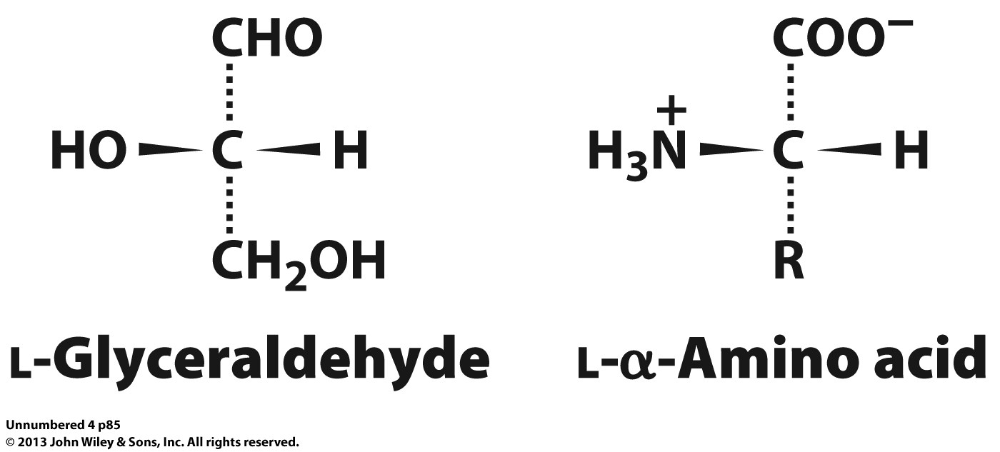 CHO COO⁻
HO C H H₃N⁺ C H
CH₂OH R
L-Glyceraldehyde L-α-Amino acid
Unnumbered 4 p85
© 2013 John Wiley & Sons, Inc. All rights reserved.